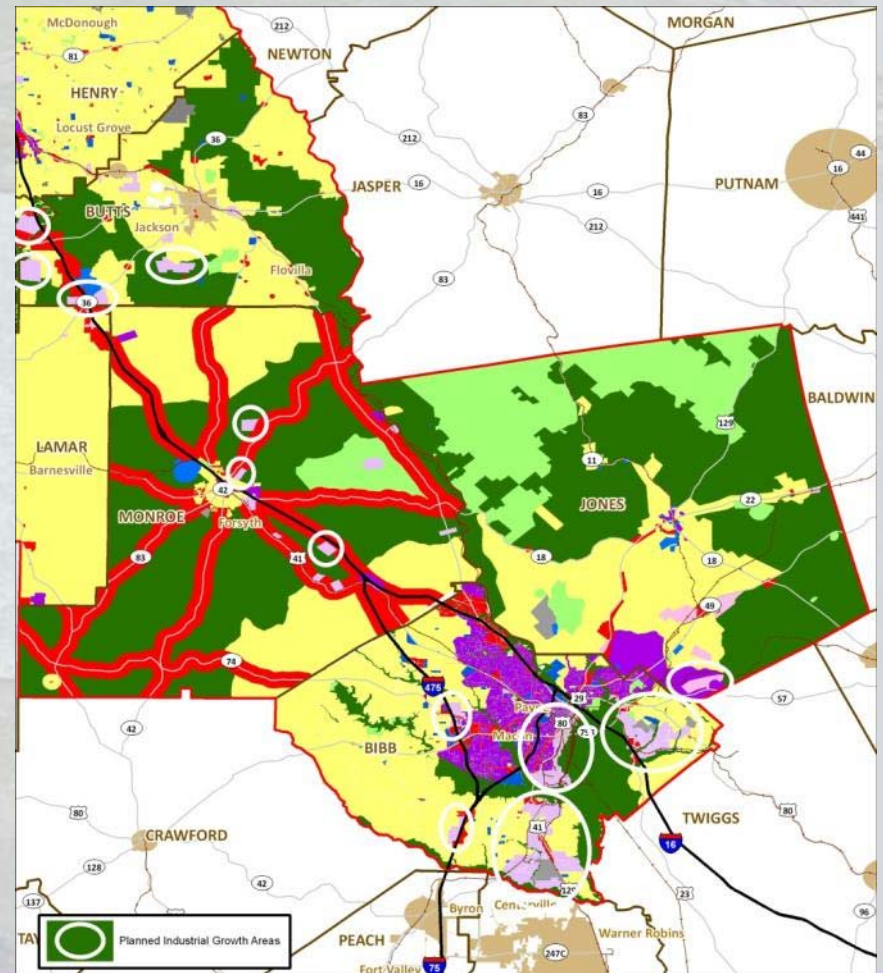 McDonough
212
MORGAN
81
NEWTON
HENRY
83
Locust Grove
36
212
44
16
JASPER
16
16
PUTNAM
BUTTS
441
Jackson
212
Flovilla
83
36
BALDWIN
129
LAMAR
Barnesville
11
42
22
MONROE
JONES
Forsyth
83
41
18
18
49
74
475
57
29
42
80
Macon
BIBB
80
TWIGGS
80
41
CRAWFORD
16
128
42
129
23
137
Byron
96
Planned Industrial Growth Areas
PEACH
Warner Robins
247C
Fort Valley
75